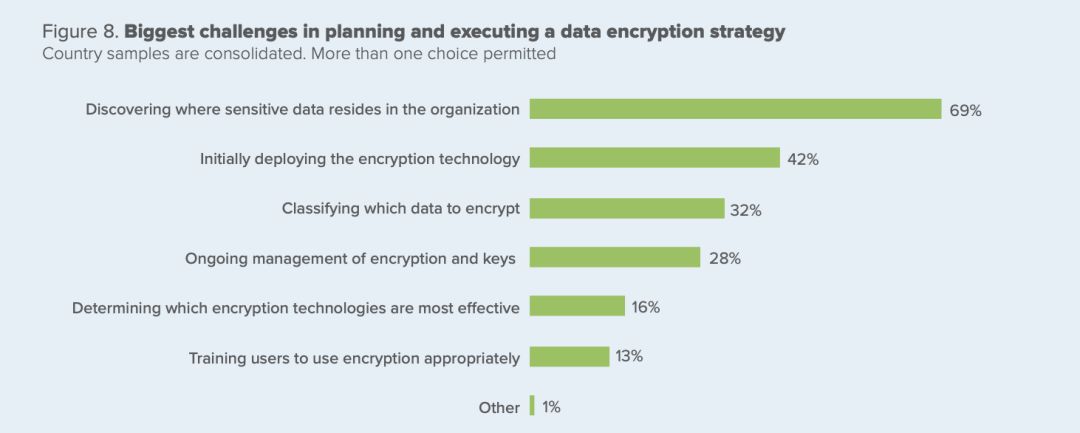 Figure 8. Biggest challenges in planning and executing a data encryption strategy
Country samples are consolidated. More than one choice permitted
Discovering where sensitive data resides in the organization 69%
Initially deploying the encryption technology 42%
Classifying which data to encrypt 32%
Ongoing management of encryption and keys 28%
Determining which encryption technologies are most effective 16%
Training users to use encryption appropriately 13%
Other 1%